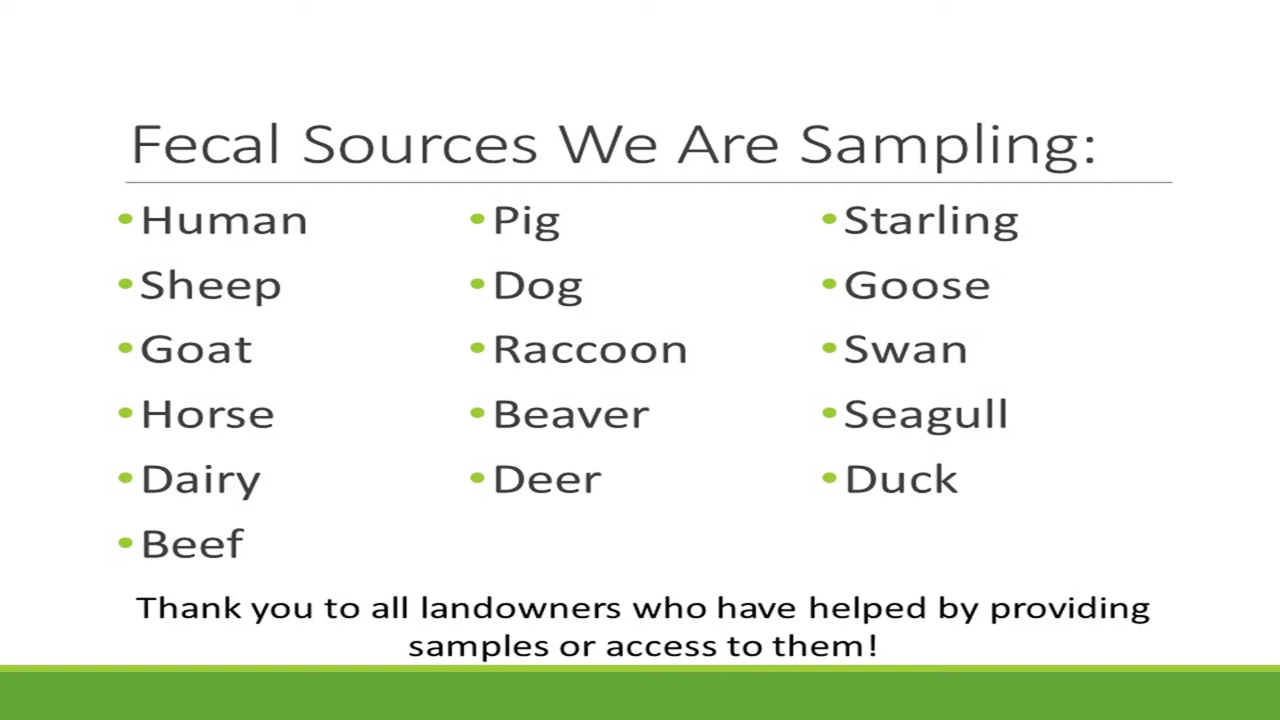 Fecal Sources We Are Sampling:
•Human
•Sheep
•Goat
•Horse
•Dairy
•Beef
•Pig
•Dog
•Raccoon
•Beaver
•Deer
•Starling
•Goose
•Swan
•Seagull
•Duck
Thank you to all landowners who have helped by providing
samples or access to them!